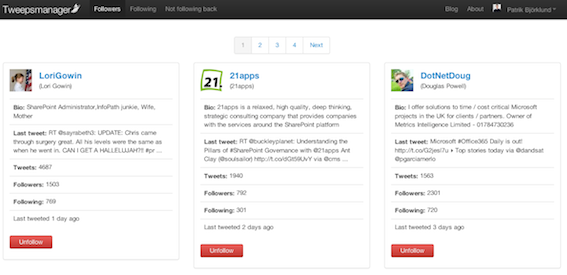 Tweepsmanager Followers Following Not following back Blog About Patrik Björklund
1 2 3 4 Next
LoriGowin
(Lori Gowin)
Bio: SharePoint Administrator,InfoPath junkie, Wife,
Mother
Last tweet: RT @sayrabeth3: UPDATE: Chris came
through surgery great. All his levels were the same as
when he went in. CAN I GET A HALLELUJAH?!! #pr ...
Tweets: 4687
Followers: 1503
Following: 769
Last tweeted 1 day ago
Unfollow
21
21apps
(21apps)
Bio: 21apps is a relaxed, high quality, deep thinking,
strategic consulting company that provides companies
with the services around the SharePoint platform
Last tweet: RT @buckleyplanet: Understanding the
Pillars of #SharePoint Governance with @21apps Ant
Clay (@soulsailor) via @cms ...
Tweets: 1940
Followers: 792
Following: 301
Last tweeted 2 days ago
Unfollow
DotNetDoug
(Douglas Powell)
Bio: I offer solutions to time / cost critical Microsoft
projects in the UK for clients / partners. Owner of
Metrics Intelligence Limited - 01784730236
Last tweet: Microsoft #Office365 Daily is out!
▸ Top stories today via @dandsat
@pgarciamerlo
Tweets: 1563
Followers: 2301
Following: 720
Last tweeted 3 days ago
Unfollow